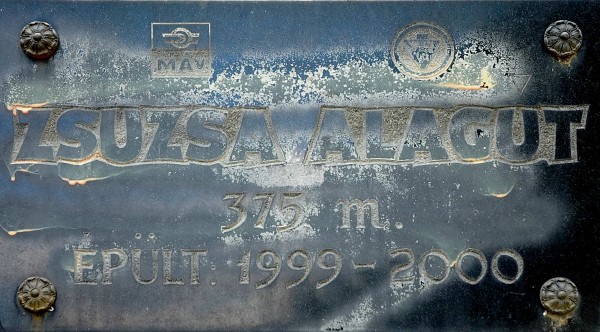 MÁV
ZSUZSA ALAGÚT
375 m.
ÉPÜLT: 1999-2000